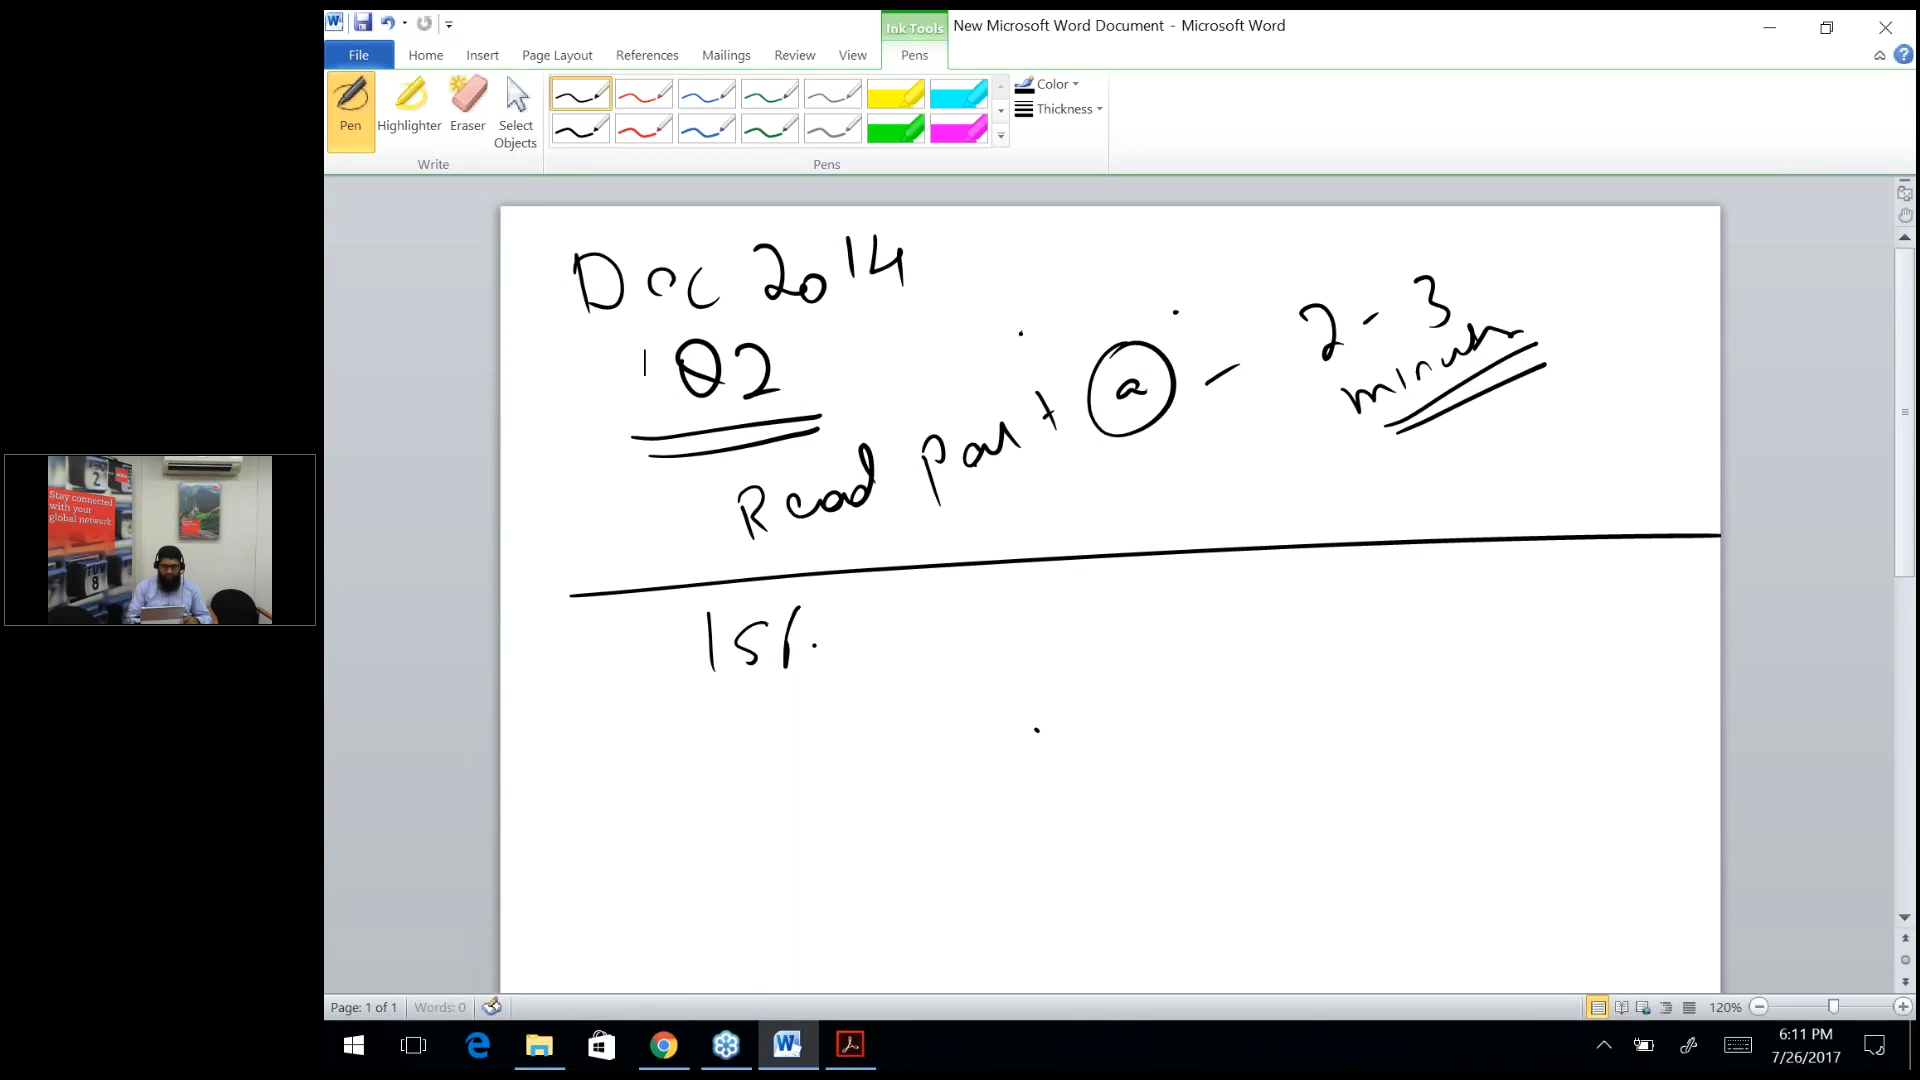 New Microsoft Word Document - Microsoft Word
Ink Tools
File Home Insert Page Layout References Mailings Review View Pens
Pen Highlighter Eraser Select Objects
Color
Thickness
Write
Pens
Dec 2014
Q2
Read part a - 2 - 3 minutes
Stay connected
with your
global network
2
8
Page: 1 of 1 Words: 0
120%
6:11 PM
7/26/2017